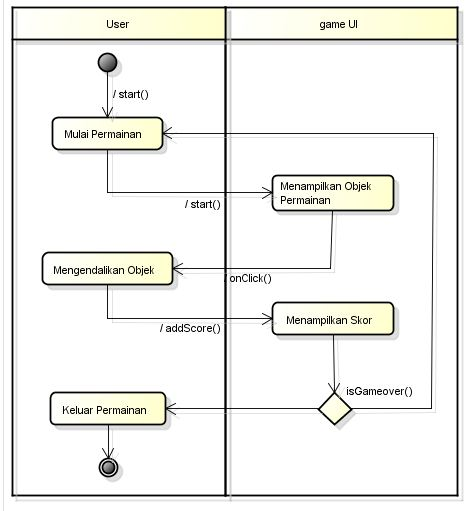 User
game UI
/ start()
Mulai Permainan
Menampilkan Objek
Permainan
/ start()
Mengendalikan Objek
/ onClick()
Menampilkan Skor
/ addScore()
isGameover()
Keluar Permainan